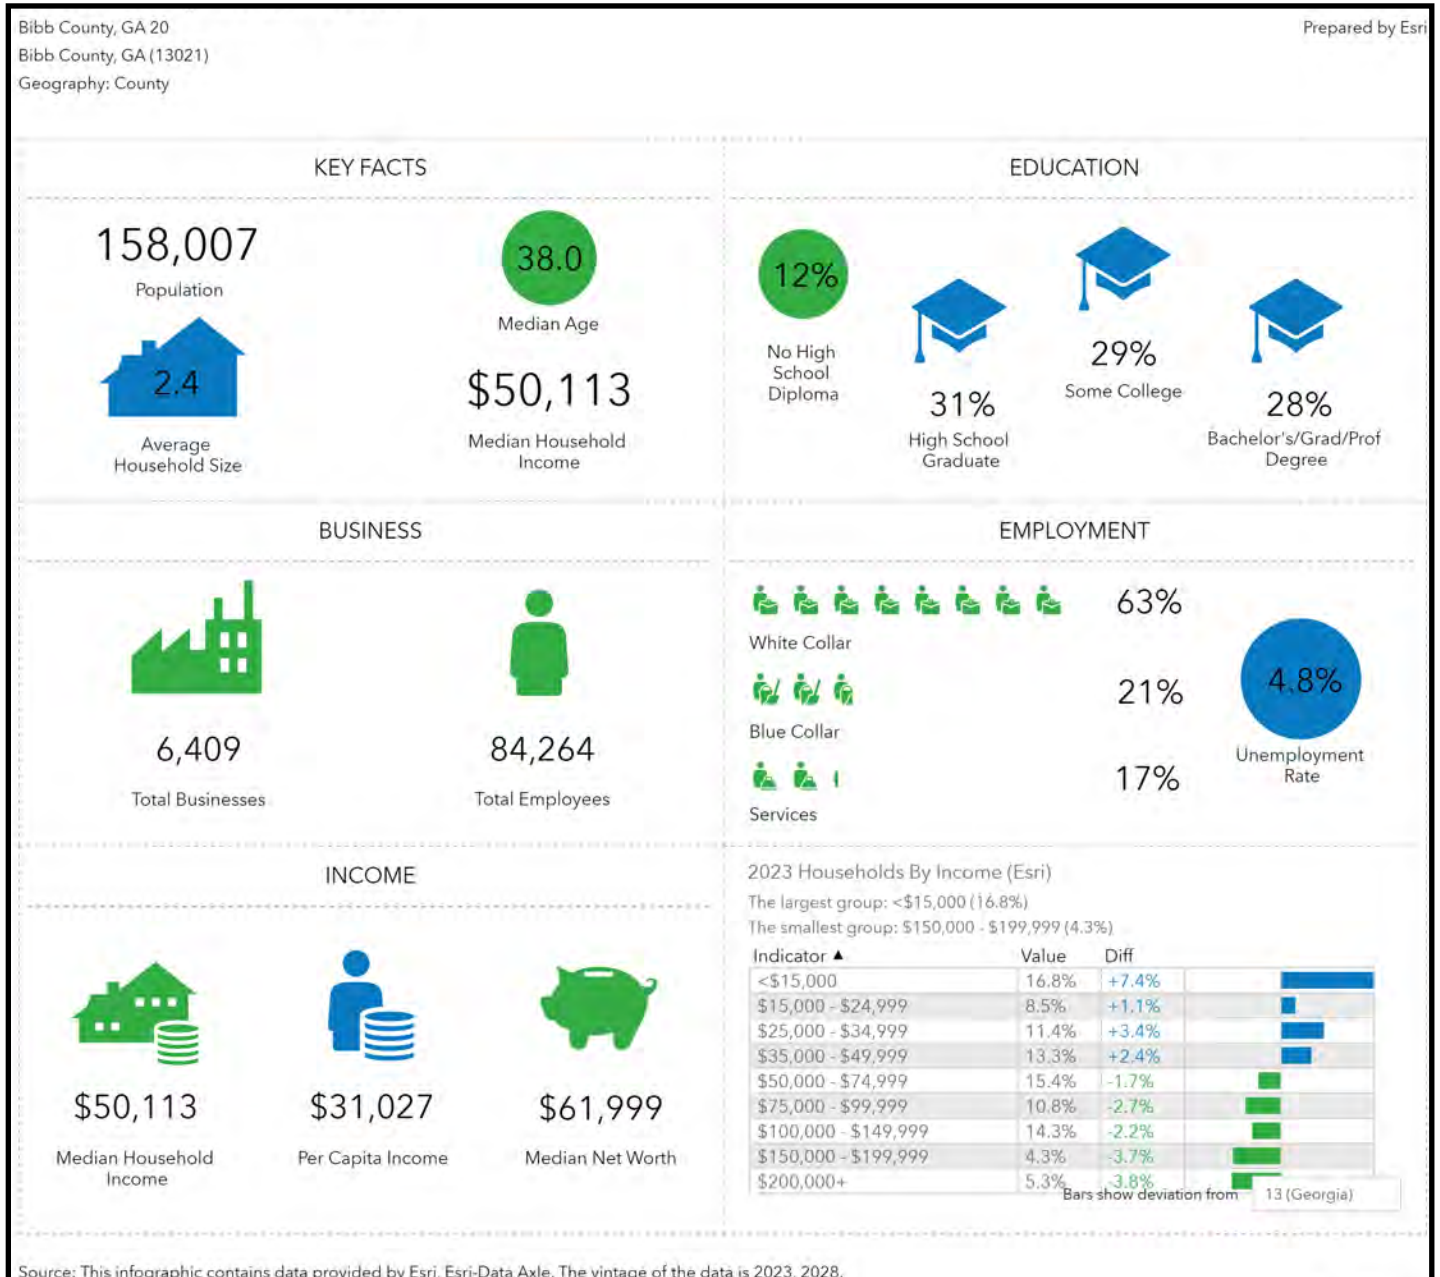 Bibb County, GA 20
Prepared by Esri
Bibb County, GA (13021)
Geography: County
KEY FACTS
158,007
Population
38.0
Median Age
2.4
Average
Household Size
$50,113
Median Household
Income
EDUCATION
12%
No High
School
Diploma
31%
High School
Graduate
29%
Some College
28%
Bachelor's/Grad/Prof
Degree
BUSINESS
6,409
Total Businesses
84,264
Total Employees
EMPLOYMENT
63%
White Collar
21%
Blue Collar
17%
Services
4.8%
Unemployment
Rate
INCOME
$50,113
Median Household
Income
$31,027
Per Capita Income
$61,999
Median Net Worth
2023 Households By Income (Esri)
The largest group: <$15,000 (16.8%)
The smallest group: $150,000 - $199,999 (4.3%)
Indicator ▲ Value Diff
<$15,000 16.8% +7.4%
$15,000 - $24,999 8.5% +1.1%
$25,000 - $34,999 11.4% +3.4%
$35,000 - $49,999 13.3% +2.4%
$50,000 - $74,999 15.4% -1.7%
$75,000 - $99,999 10.8% -2.7%
$100,000 - $149,999 14.3% -2.2%
$150,000 - $199,999 4.3% -3.7%
$200,000+ 5.3% -3.8%
Bars show deviation from 13 (Georgia)
Source: This infographic contains data provided by Esri, Esri-Data Axle. The vintage of the data is 2023, 2028.